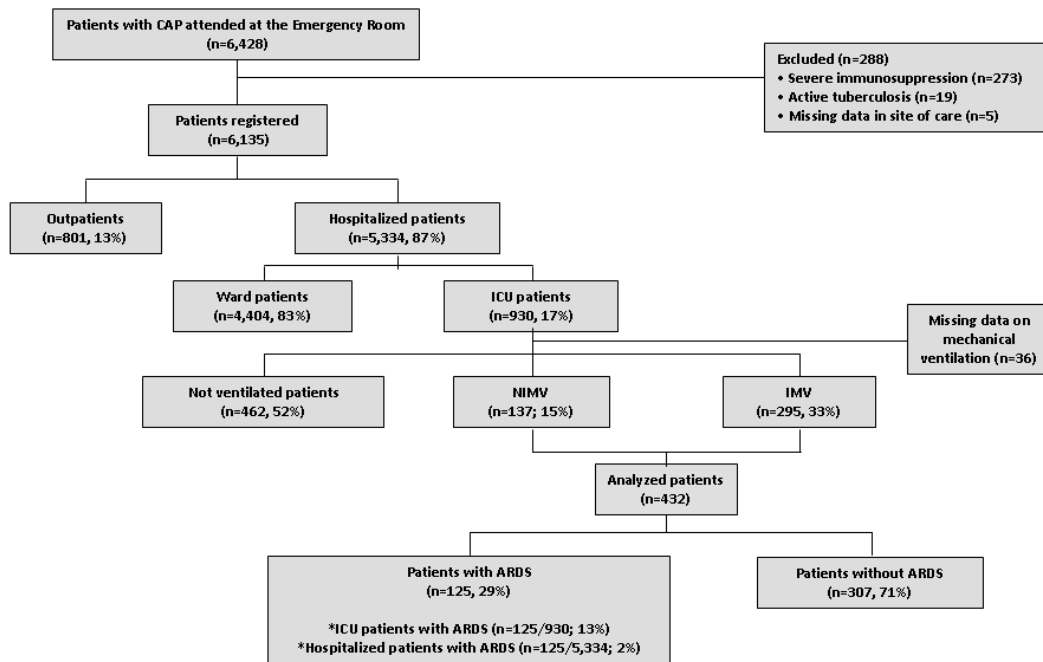 Patients with CAP attended at the Emergency Room
(n=6,428)
Excluded (n=288)
• Severe immunosuppression (n=273)
• Active tuberculosis (n=19)
• Missing data in site of care (n=5)
Patients registered
(n=6,135)
Outpatients
(n=801, 13%)
Hospitalized patients
(n=5,334, 87%)
Ward patients
(n=4,404, 83%)
ICU patients
(n=930, 17%)
Missing data on
mechanical
ventilation (n=36)
Not ventilated patients
(n=462, 52%)
NIMV
(n=137; 15%)
IMV
(n=295, 33%)
Analyzed patients
(n=432)
Patients with ARDS
(n=125, 29%)
*ICU patients with ARDS (n=125/930; 13%)
*Hospitalized patients with ARDS (n=125/5,334; 2%)
Patients without ARDS
(n=307, 71%)